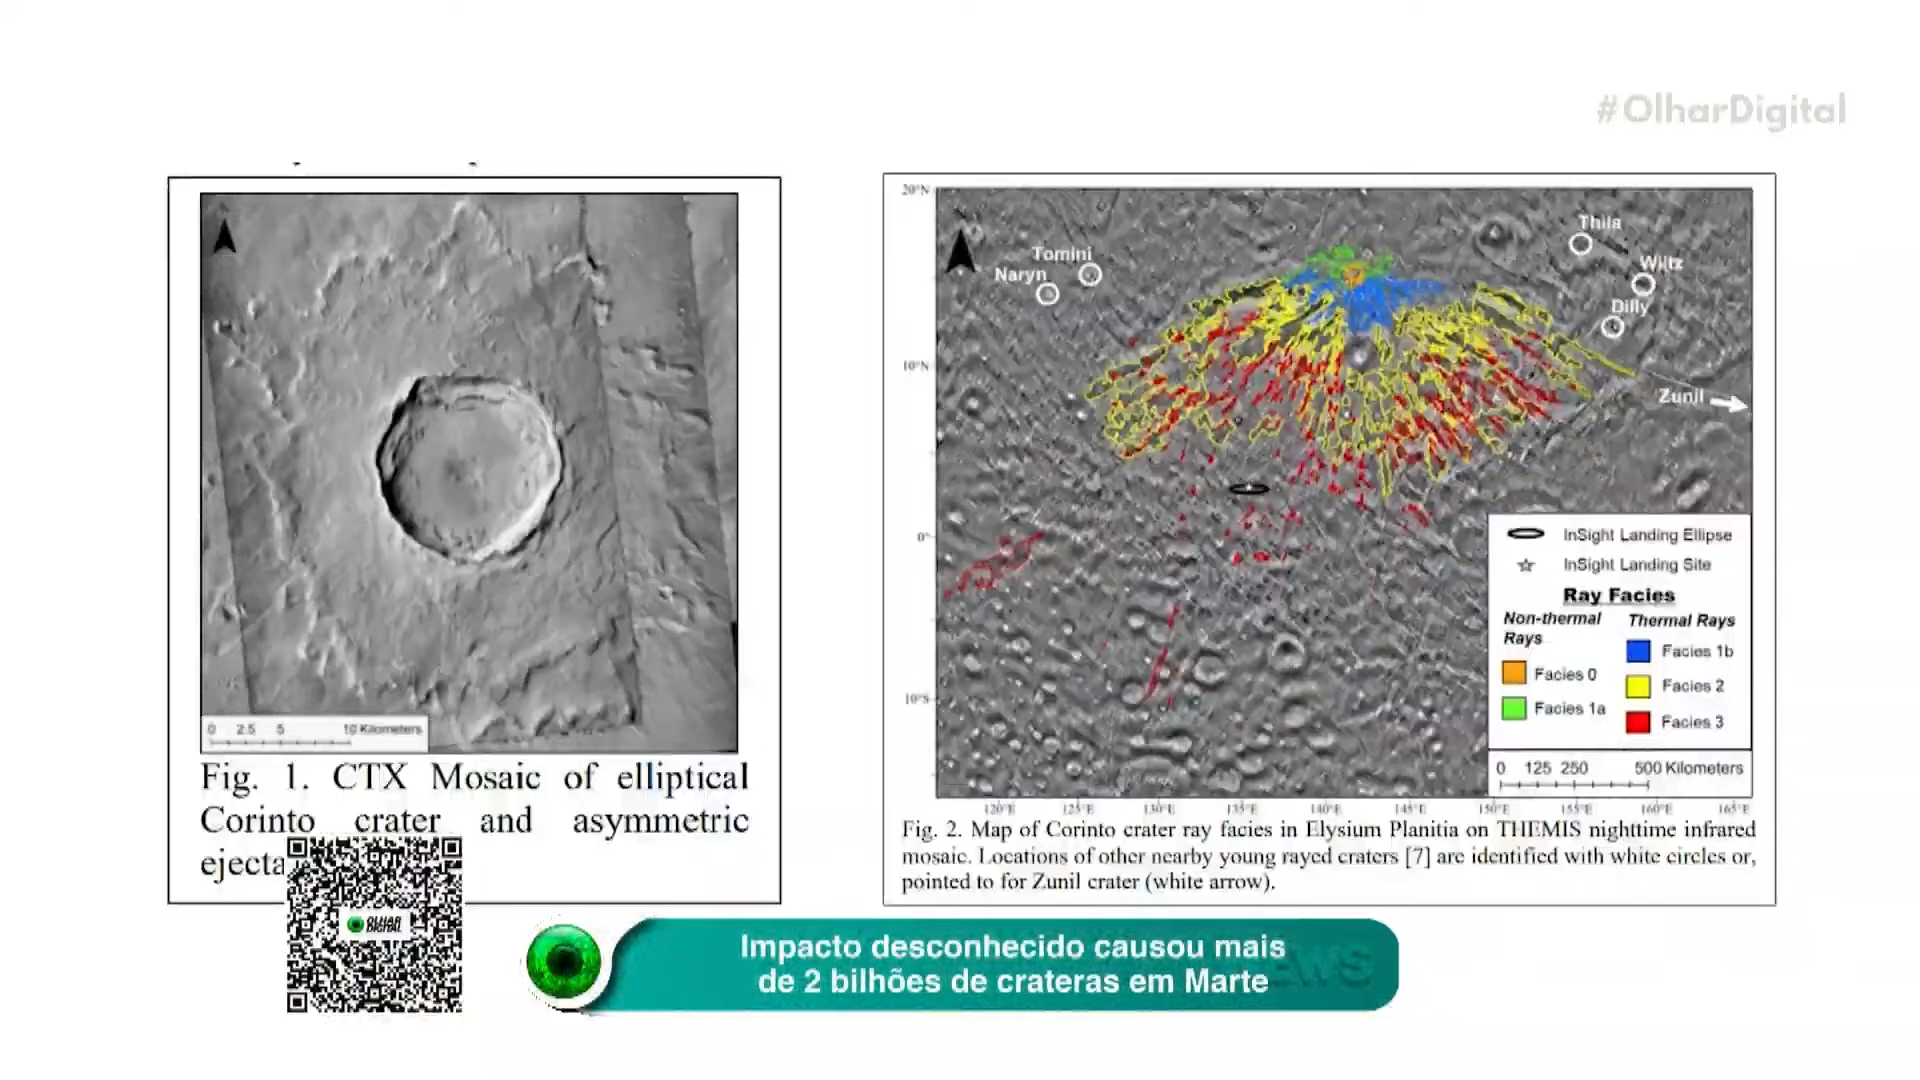 #OlharDigital
0 2.5 5 10 Kilometers
Fig. 1. CTX Mosaic of elliptical
Corinto crater and asymmetric
ejecta
20°N
10°N
0°
10°S
Thila
Tomini
Wiltz
Naryn
Dilly
Zunil
InSight Landing Ellipse
InSight Landing Site
Ray Facies
Non-thermal
Rays
Thermal Rays
Facies 0
Facies 1a
Facies 1b
Facies 2
Facies 3
0 125 250 500 Kilometers
120°E 125°E 130°E 135°E 140°E 145°E 150°E 155°E 160°E 165°E
Fig. 2. Map of Corinto crater ray facies in Elysium Planitia on THEMIS nighttime infrared
mosaic. Locations of other nearby young rayed craters [7] are identified with white circles or,
pointed to for Zunil crater (white arrow).
OLHAR
DIGITAL
Impacto desconhecido causou mais
de 2 bilhões de crateras em Marte